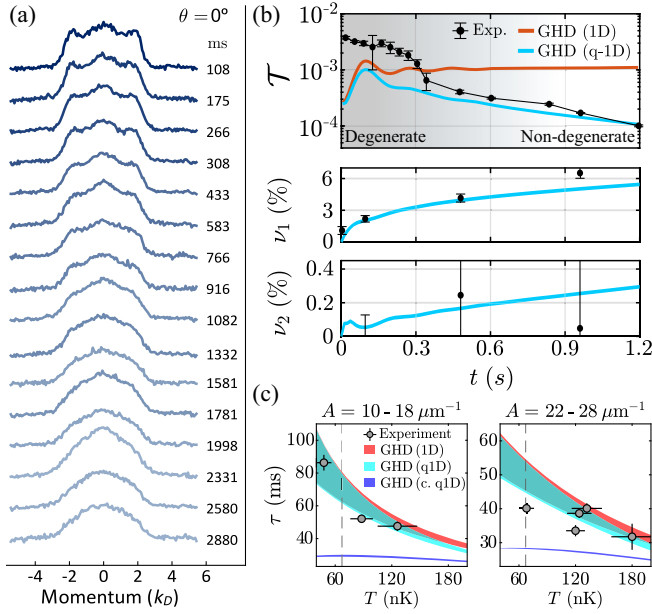 (a)
θ = 0°
ms
108
175
266
308
433
583
766
916
1082
1332
1581
1781
1998
2331
2580
2880
-6 -4 -2 0 2 4 6
Momentum (k_D)
(b)
10⁻²
10⁻³
10⁻⁴
𝒯
Exp.
GHD (1D)
GHD (q-1D)
Degenerate
Non-degenerate
6
3
0
ν₁ (%)
0.4
0.2
0
ν₂ (%)
0 0.3 0.6 0.9 1.2
t (s)
(c)
A = 10 - 18 μm⁻¹
100
80
60
40
τ (ms)
Experiment
GHD (1D)
GHD (q1D)
GHD (c. q1D)
60 120 180
T (nK)
A = 22 - 28 μm⁻¹
60
50
40
30
60 120 180
T (nK)